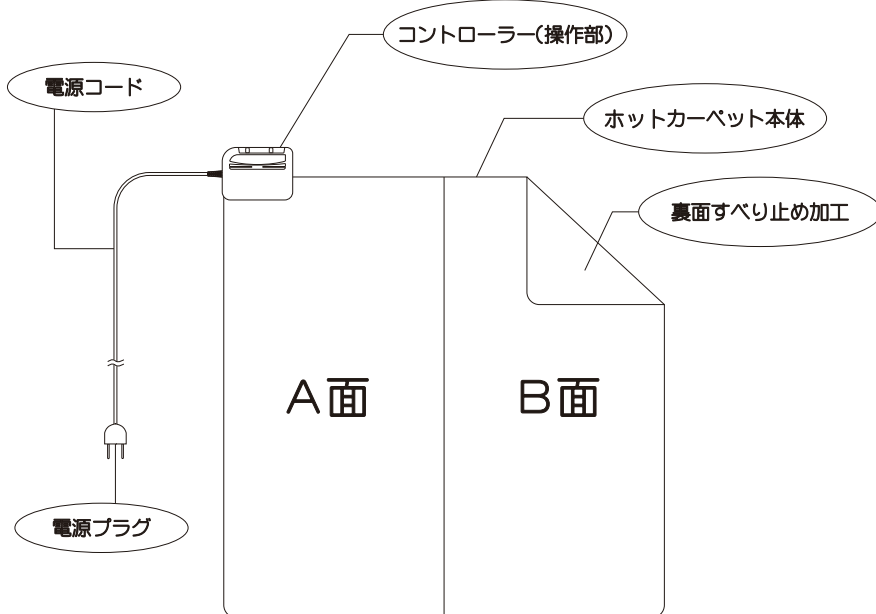 コントローラー(操作部)
電源コード
ホットカーペット本体
裏面すべり止め加工
A面
B面
電源プラグ